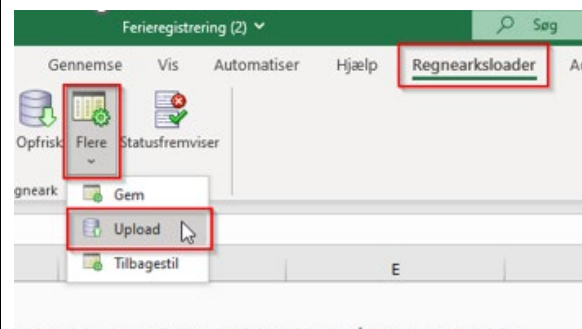 Ferieregistrering (2)
Søg
Gennemse Vis Automatiser Hjælp Regnearksloader
Opfrisk Flere Statusfremviser
gneark
Gem
Upload
Tilbagestil
E